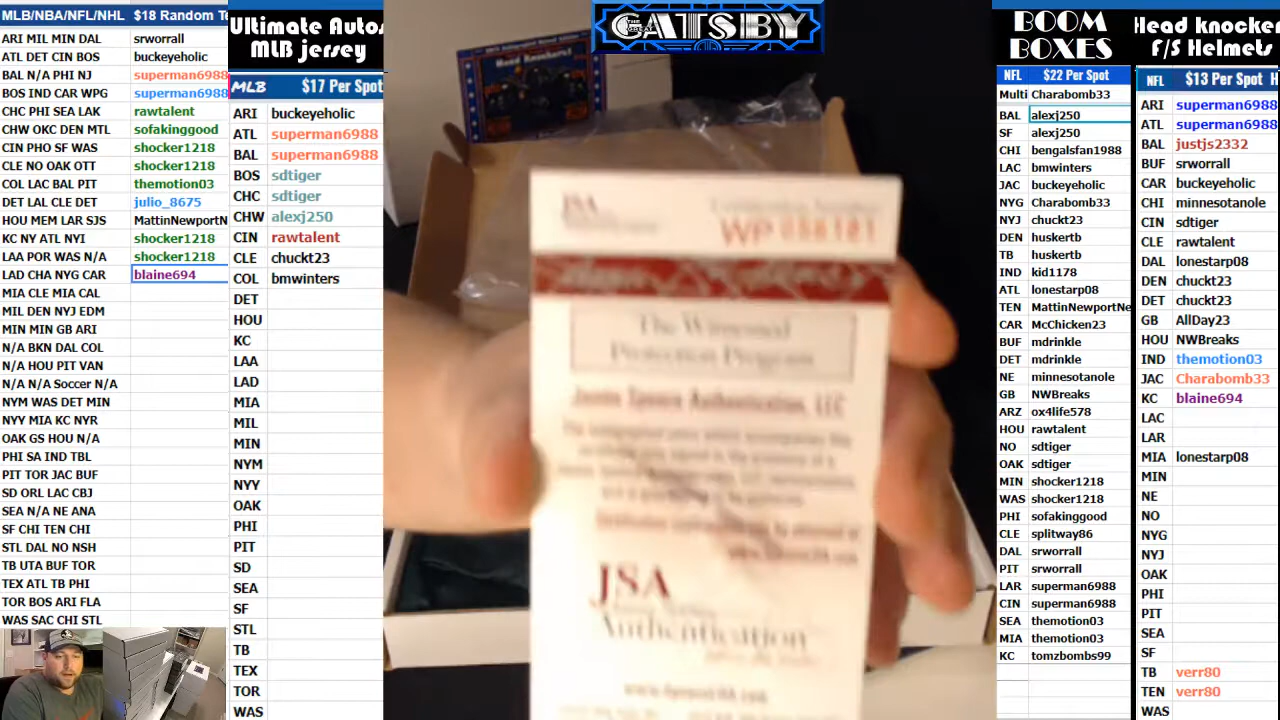 MLB/NBA/NFL/NHL $18 Random Te
ARI MIL MIN DAL srworrall
ATL DET CIN BOS buckeyeholic
BAL N/A PHI NJ superman6988
BOS IND CAR WPG superman6988
CHC PHI SEA LAK rawtalent
CHW OKC DEN MTL sofakinggood
CIN PHO SF WAS shocker1218
CLE NO OAK OTT shocker1218
COL LAC BAL PIT themotion03
DET LAL CLE DET julio_8675
HOU MEM LAR SJS MattinNewportN
KC NY ATL NYI shocker1218
LAA POR WAS N/A shocker1218
LAD CHA NYG CAR blaine694
MIA CLE MIA CAL
MIL DEN NYJ EDM
MIN MIN GB ARI
N/A BKN DAL COL
N/A HOU PIT VAN
N/A N/A Soccer N/A
NYM WAS DET MIN
NYY MIA KC NYR
OAK GS HOU N/A
PHI SA IND TBL
PIT TOR JAC BUF
SD ORL LAC CBJ
SEA N/A NE ANA
SF CHI TEN CHI
STL DAL NO NSH
TB UTA BUF TOR
TEX ATL TB PHI
TOR BOS ARI FLA
WAS SAC CHI STL
Ultimate Autos
MLB jersey
MLB $17 Per Spot
ARI buckeyeholic
ATL superman6988
BAL superman6988
BOS sdtiger
CHC sdtiger
CHW alexj250
CIN rawtalent
CLE chuckt23
COL bmwinters
DET
HOU
KC
LAA
LAD
MIA
MIL
MIN
NYM
NYY
OAK
PHI
PIT
SD
SEA
SF
STL
TB
TEX
TOR
WAS
THE GREAT
GATSBY
Head Knockers
JSA
WP
The Witnessed
Protection Program
James Spence Authentication, LLC
JSA
Authentication
BOOM
BOXES
NFL $22 Per Spot
Multi Charabomb33
BAL alexj250
SF alexj250
CHI bengalsfan1988
LAC bmwinters
JAC buckeyeholic
NYG Charabomb33
NYJ chuckt23
DEN huskertb
TB huskertb
IND kid1178
ATL lonestarp08
TEN MattinNewportNe
CAR McChicken23
BUF mdrinkle
DET mdrinkle
NE minnesotanole
GB NWBreaks
ARZ ox4life578
HOU rawtalent
NO sdtiger
OAK sdtiger
MIN shocker1218
WAS shocker1218
PHI sofakinggood
CLE splitway86
DAL srworrall
PIT srworrall
LAR superman6988
CIN superman6988
SEA themotion03
MIA themotion03
KC tomzbombs99
Head knocker
F/S Helmets
NFL $13 Per Spot H
ARI superman6988
ATL superman6988
BAL justjs2332
BUF srworrall
CAR buckeyeholic
CHI minnesotanole
CIN sdtiger
CLE rawtalent
DAL lonestarp08
DEN chuckt23
DET chuckt23
GB AllDay23
HOU NWBreaks
IND themotion03
JAC Charabomb33
KC blaine694
LAC
LAR
MIA lonestarp08
MIN
NE
NO
NYG
NYJ
OAK
PHI
PIT
SEA
SF
TB verr80
TEN verr80
WAS